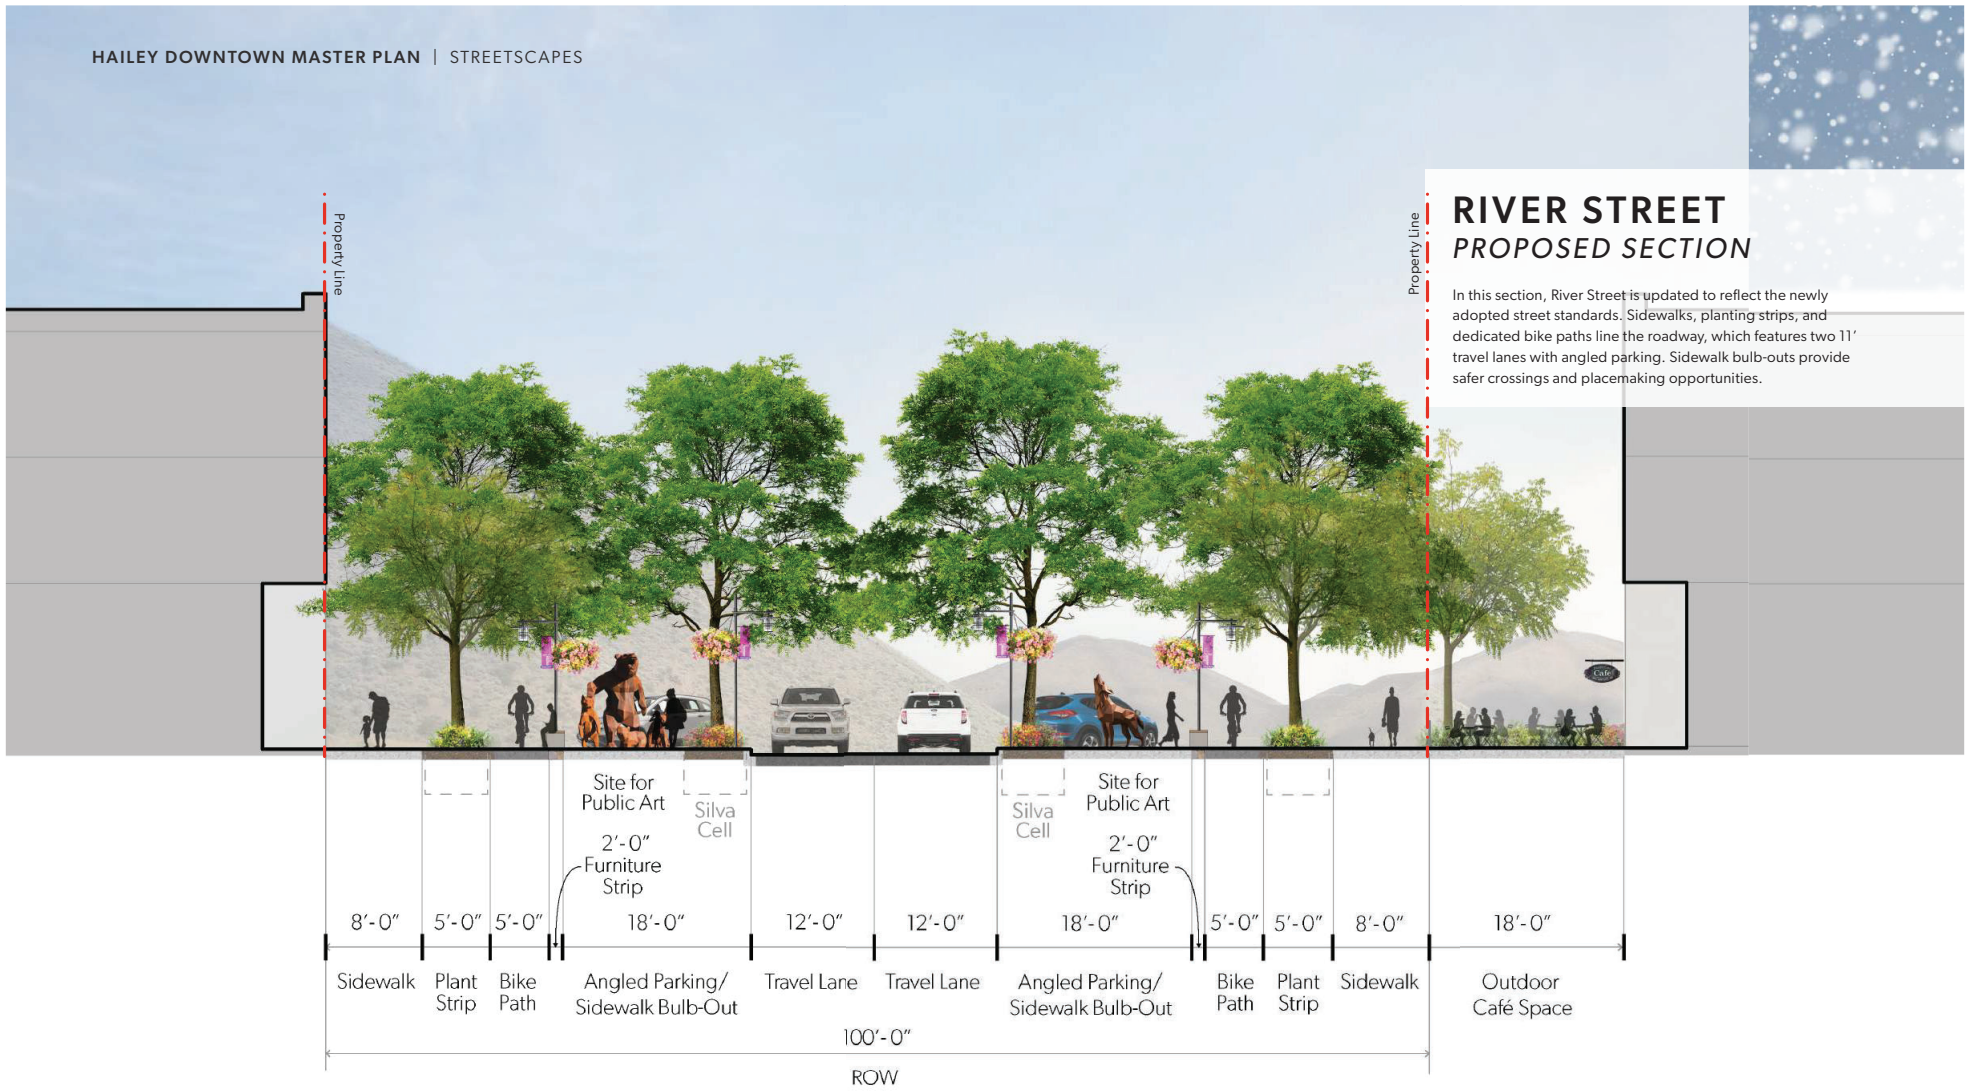 HAILEY DOWNTOWN MASTER PLAN | STREETSCAPES
Property Line
Property Line
RIVER STREET
PROPOSED SECTION
In this section, River Street is updated to reflect the newly
adopted street standards. Sidewalks, planting strips, and
dedicated bike paths line the roadway, which features two 11'
travel lanes with angled parking. Sidewalk bulb-outs provide
safer crossings and placemaking opportunities.
Café
Site for
Public Art
Silva
Cell
2'-0"
Furniture
Strip
Silva
Cell
Site for
Public Art
2'-0"
Furniture
Strip
8'-0" 5'-0" 5'-0" 18'-0" 12'-0" 12'-0" 18'-0" 5'-0" 5'-0" 8'-0" 18'-0"
Sidewalk
Plant
Strip
Bike
Path
Angled Parking/
Sidewalk Bulb-Out
Travel Lane
Travel Lane
Angled Parking/
Sidewalk Bulb-Out
Bike
Path
Plant
Strip
Sidewalk
Outdoor
Café Space
100'-0"
ROW